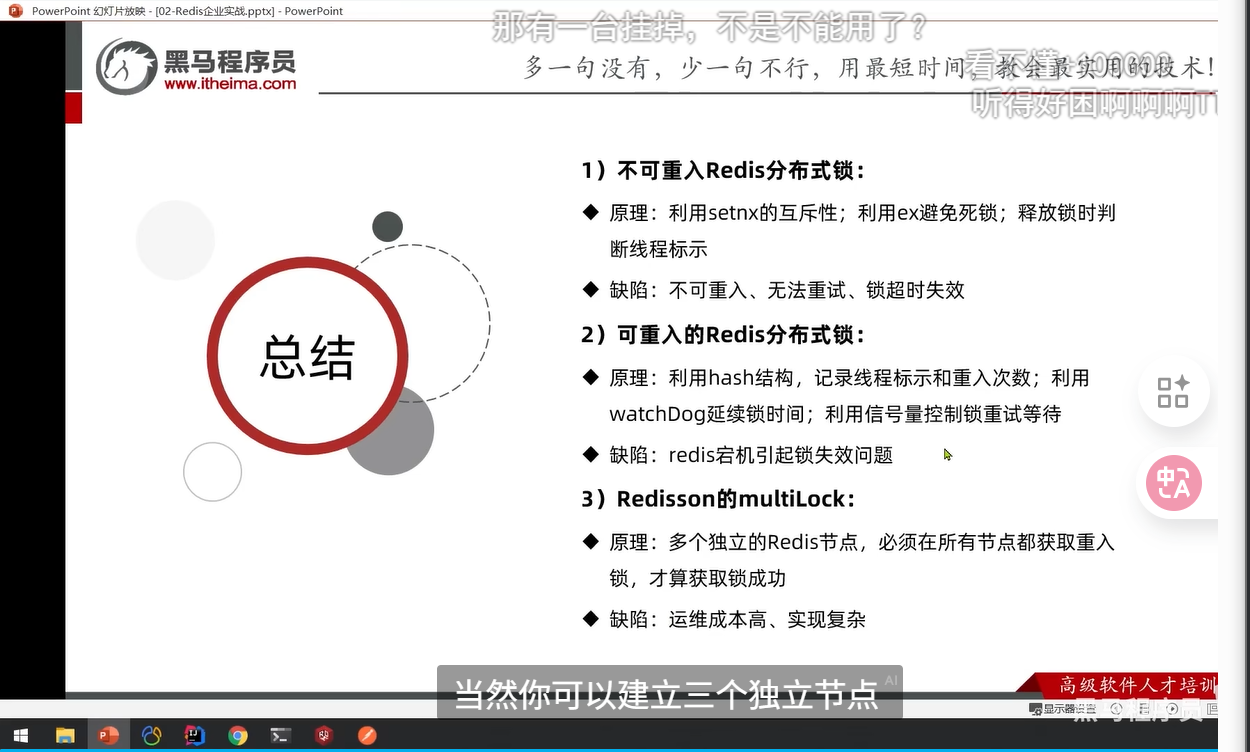 PowerPoint 幻灯片放映 - [02-Redis企业实战.pptx] - PowerPoint
那有一台挂掉，不是不能用了？
黑马程序员
www.itheima.com
多一句没有，少一句不行，用最短时间，教会最实用的技术！
听得好困啊啊啊
1）不可重入Redis分布式锁：
◆ 原理：利用setnx的互斥性；利用ex避免死锁；释放锁时判
断线程标示
◆ 缺陷：不可重入、无法重试、锁超时失效
2）可重入的Redis分布式锁：
◆ 原理：利用hash结构，记录线程标示和重入次数；利用
watchDog延续锁时间；利用信号量控制锁重试等待
◆ 缺陷：redis宕机引起锁失效问题
3）Redisson的multiLock：
◆ 原理：多个独立的Redis节点，必须在所有节点都获取重入
锁，才算获取锁成功
◆ 缺陷：运维成本高、实现复杂
总结
中
A
当然你可以建立三个独立节点
AI
高级软件人才培训
显示器设置
黑马程序员